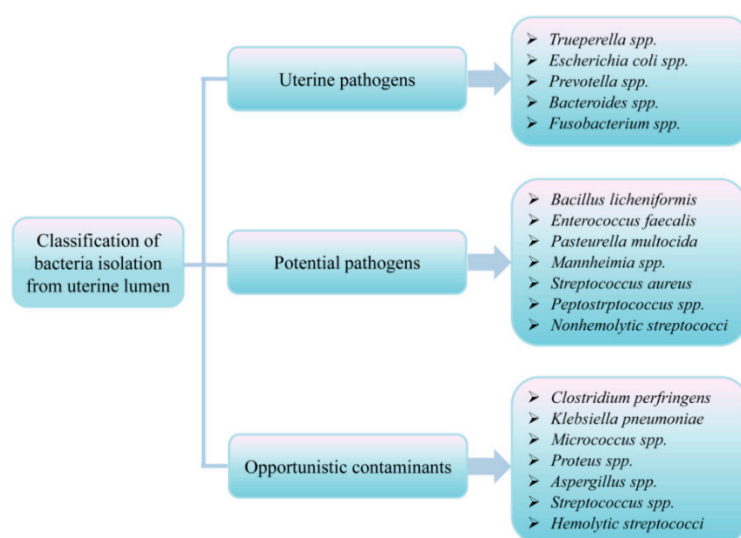 Classification of
bacteria isolation
from uterine lumen
Uterine pathogens
➢ Trueperella spp.
➢ Escherichia coli spp.
➢ Prevotella spp.
➢ Bacteroides spp.
➢ Fusobacterium spp.
Potential pathogens
➢ Bacillus licheniformis
➢ Enterococcus faecalis
➢ Pasteurella multocida
➢ Mannheimia spp.
➢ Streptococcus aureus
➢ Peptostrptococcus spp.
➢ Nonhemolytic streptococci
Opportunistic contaminants
➢ Clostridium perfringens
➢ Klebsiella pneumoniae
➢ Micrococcus spp.
➢ Proteus spp.
➢ Aspergillus spp.
➢ Streptococcus spp.
➢ Hemolytic streptococci